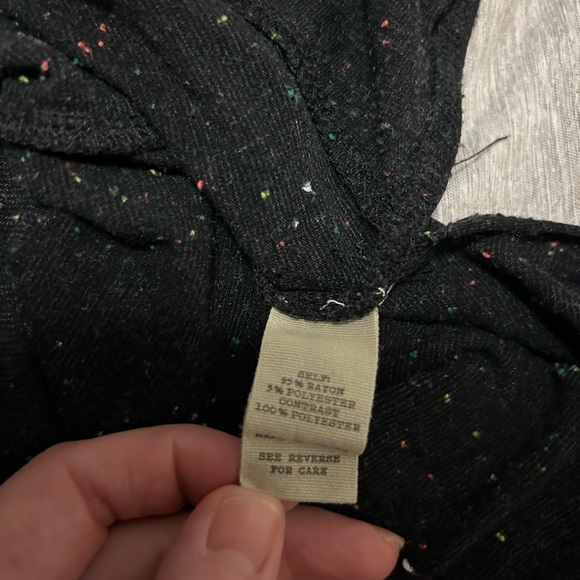 SELF:
95% RAYON
5% POLYESTER
CONTRAST
100% POLYESTER
SEE REVERSE
FOR CARE